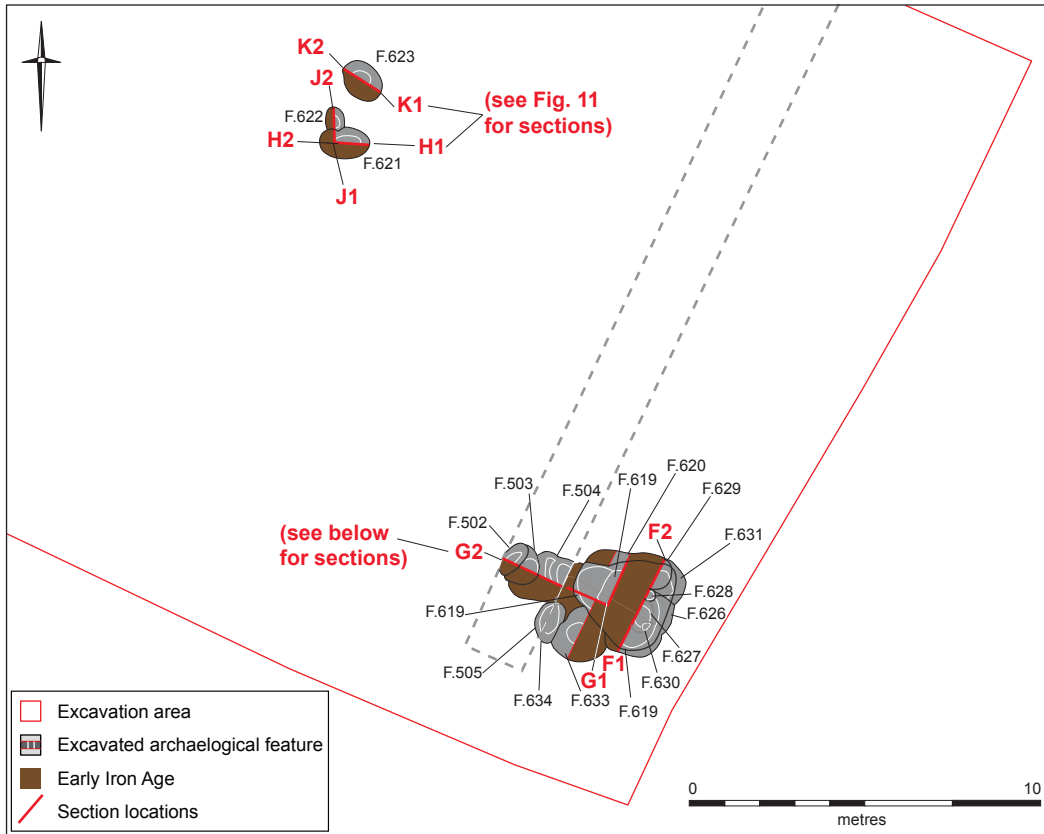 K2
F.623
J2
K1
(see Fig. 11
for sections)
F.622
H2
H1
F.621
J1
F.620
F.619
F.503
F.504
F.629
F.502
F2
(see below
for sections)
G2
F.631
F.628
F.619
F.626
F.627
F.505
F1
F.630
G1
F.634
F.633
F.619
Excavation area
Excavated archaelogical feature
Early Iron Age
Section locations
0
10
metres